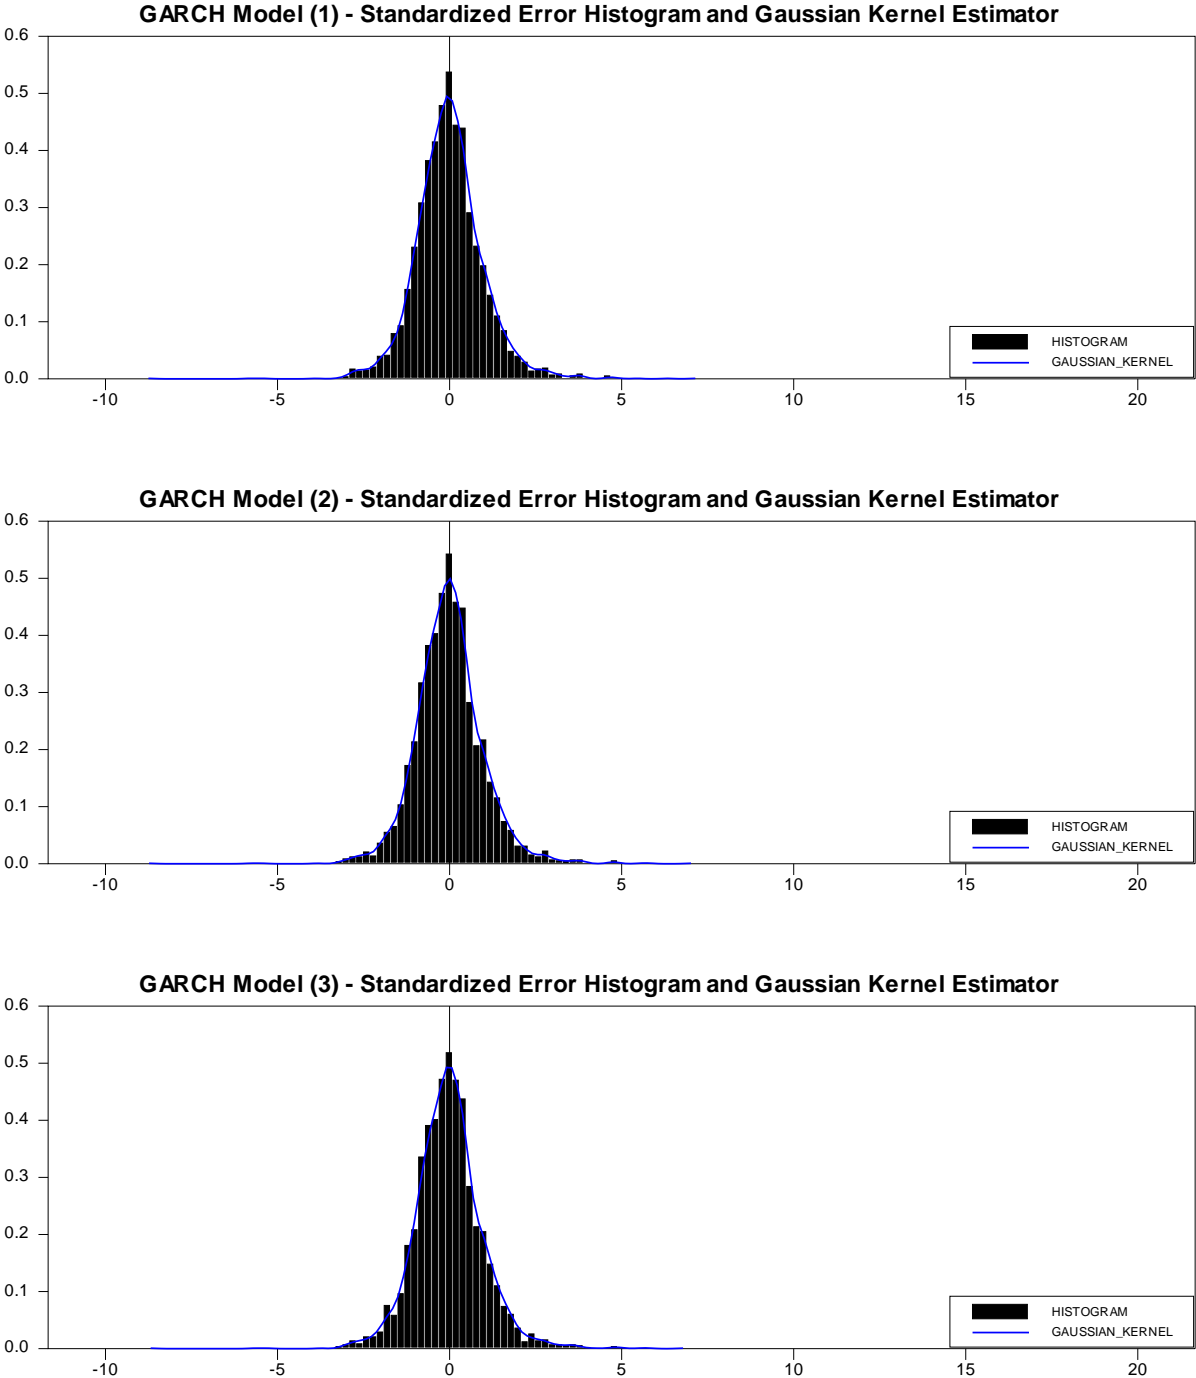 GARCH Model (1) - Standardized Error Histogram and Gaussian Kernel Estimator
0.6
0.5
0.4
0.3
0.2
0.1
0.0
HISTOGRAM
GAUSSIAN_KERNEL
-10 -5 0 5 10 15 20
GARCH Model (2) - Standardized Error Histogram and Gaussian Kernel Estimator
0.6
0.5
0.4
0.3
0.2
0.1
0.0
HISTOGRAM
GAUSSIAN_KERNEL
-10 -5 0 5 10 15 20
GARCH Model (3) - Standardized Error Histogram and Gaussian Kernel Estimator
0.6
0.5
0.4
0.3
0.2
0.1
0.0
HISTOGRAM
GAUSSIAN_KERNEL
-10 -5 0 5 10 15 20